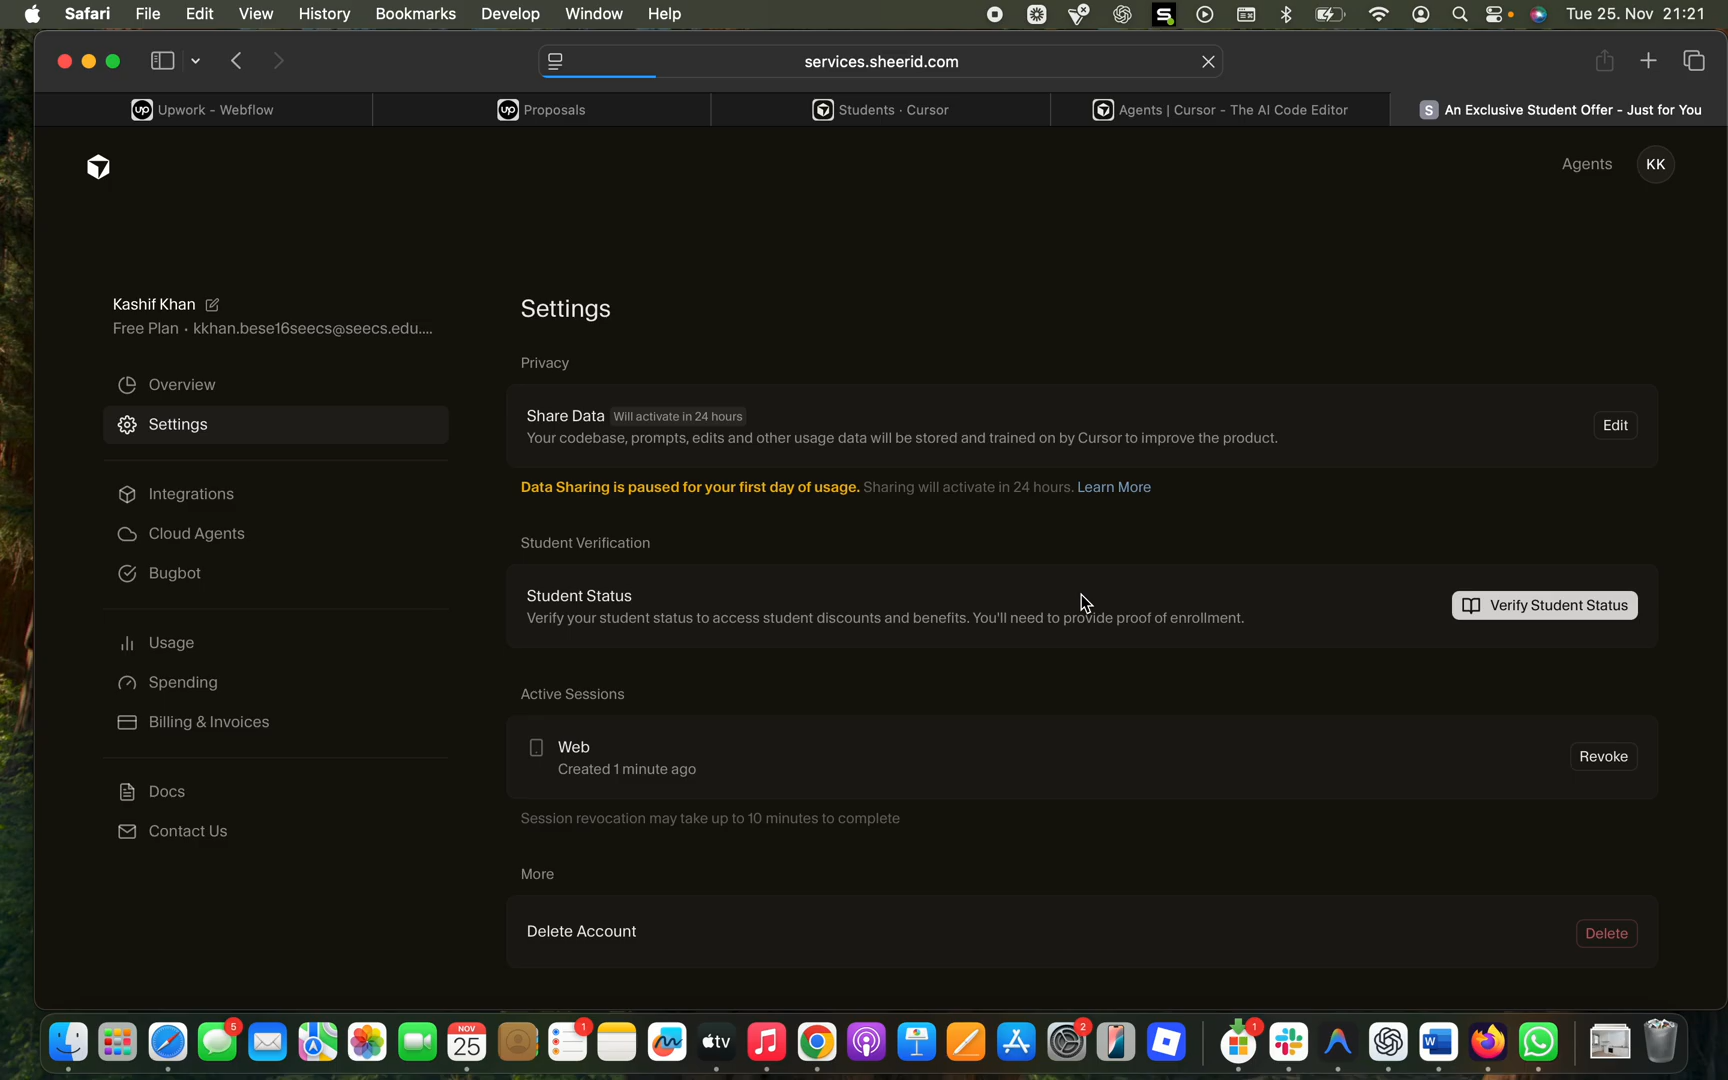 Safari File Edit View History Bookmarks Develop Window Help Tue 25. Nov 21:21
services.sheerid.com
Upwork - Webflow
Proposals
Students · Cursor
Agents | Cursor - The AI Code Editor
S An Exclusive Student Offer - Just for You
Agents KK
Kashif Khan
Free Plan · kkhan.bese16seecs@seecs.edu....
Overview
Settings
Integrations
Cloud Agents
Bugbot
Usage
Spending
Billing & Invoices
Docs
Contact Us
Settings
Privacy
Share Data Will activate in 24 hours
Your codebase, prompts, edits and other usage data will be stored and trained on by Cursor to improve the product.
Edit
Data Sharing is paused for your first day of usage. Sharing will activate in 24 hours. Learn More
Student Verification
Student Status
Verify your student status to access student discounts and benefits. You'll need to provide proof of enrollment.
Verify Student Status
Active Sessions
Web
Created 1 minute ago
Revoke
Session revocation may take up to 10 minutes to complete
More
Delete Account
Delete
5
NOV
25
1
tv
2
1
W